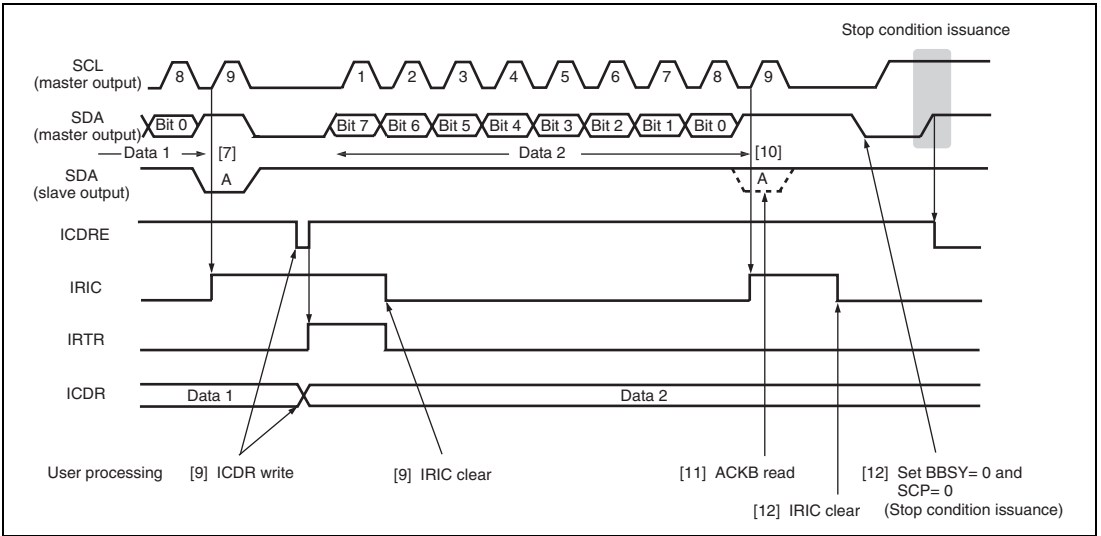 Stop condition issuance
SCL
(master output)
8 9 1 2 3 4 5 6 7 8 9
SDA
(master output)
Bit 0 Bit 7 Bit 6 Bit 5 Bit 4 Bit 3 Bit 2 Bit 1 Bit 0
Data 1 [7] Data 2 [10]
SDA
(slave output)
A A
ICDRE
IRIC
IRTR
ICDR Data 1 Data 2
User processing [9] ICDR write [9] IRIC clear [11] ACKB read [12] Set BBSY= 0 and
SCP= 0
[12] IRIC clear (Stop condition issuance)